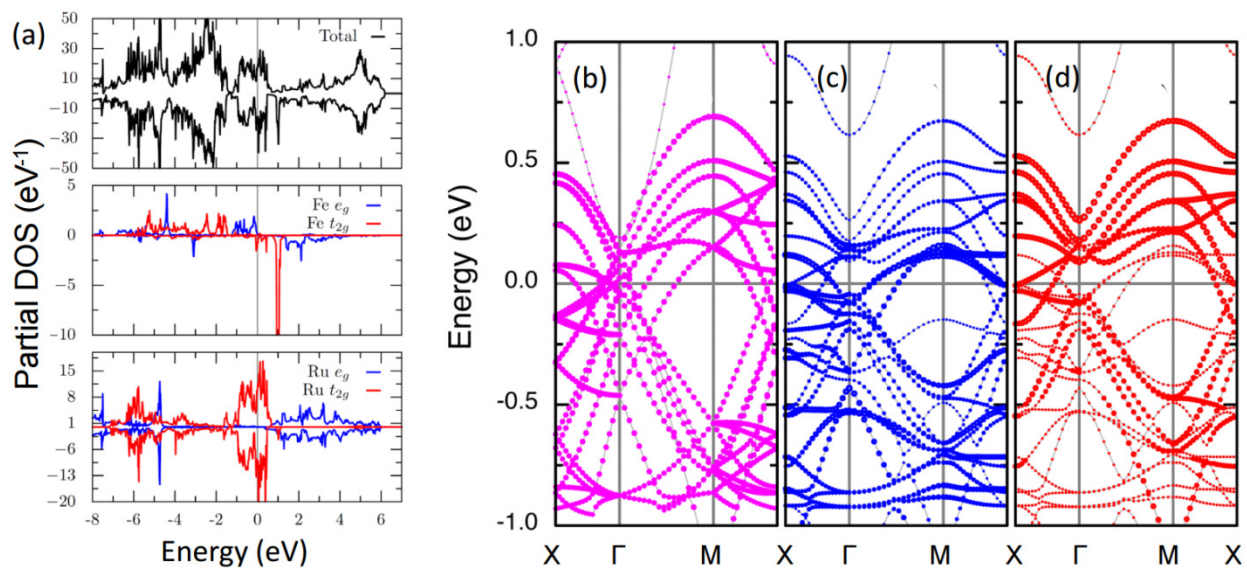 (a)
Partial DOS (eV⁻¹)
50
30
10
-10
-30
-50
Total
5
0
-5
-10
Fe e_g
Fe t_2g
15
8
1
-6
-13
-20
Ru e_g
Ru t_2g
-8 -6 -4 -2 0 2 4 6
Energy (eV)
Energy (eV)
1.0
0.5
0.0
-0.5
-1.0
(b) (c) (d)
X Γ M X Γ M X Γ M X